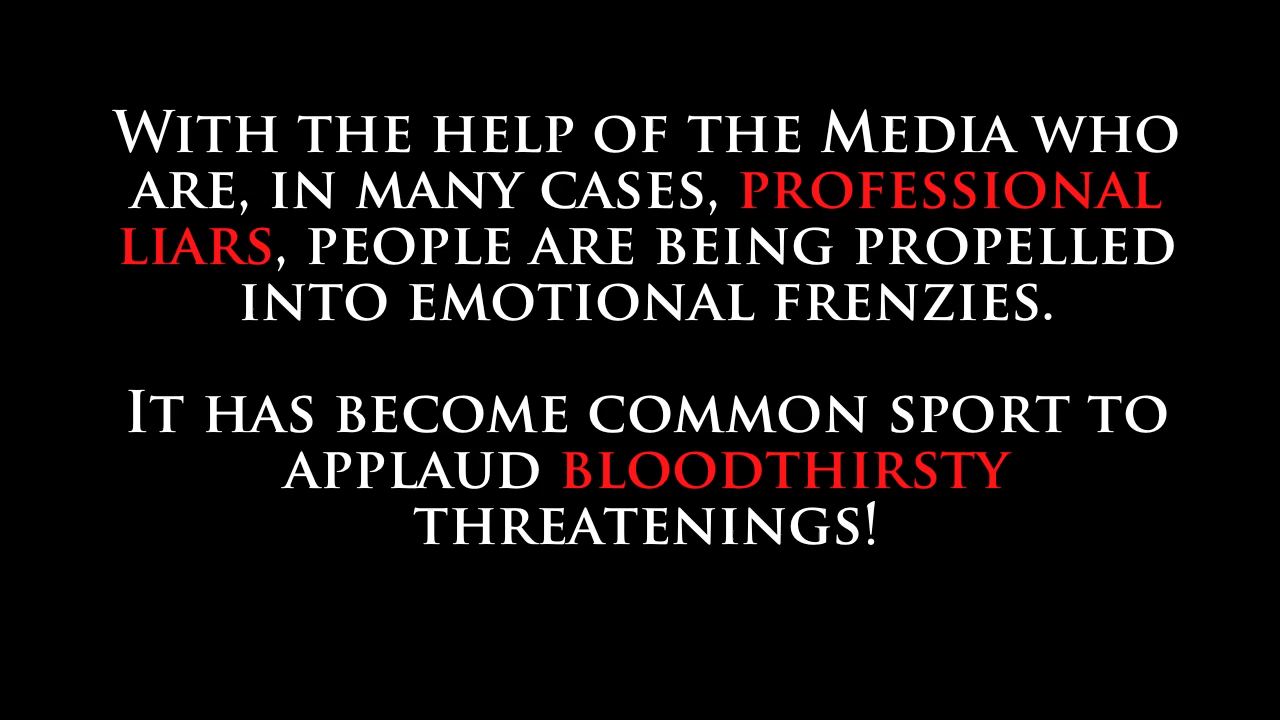 With the help of the Media who
are, in many cases, professional
liars, people are being propelled
into emotional frenzies.
It has become common sport to
applaud bloodthirsty
threatenings!